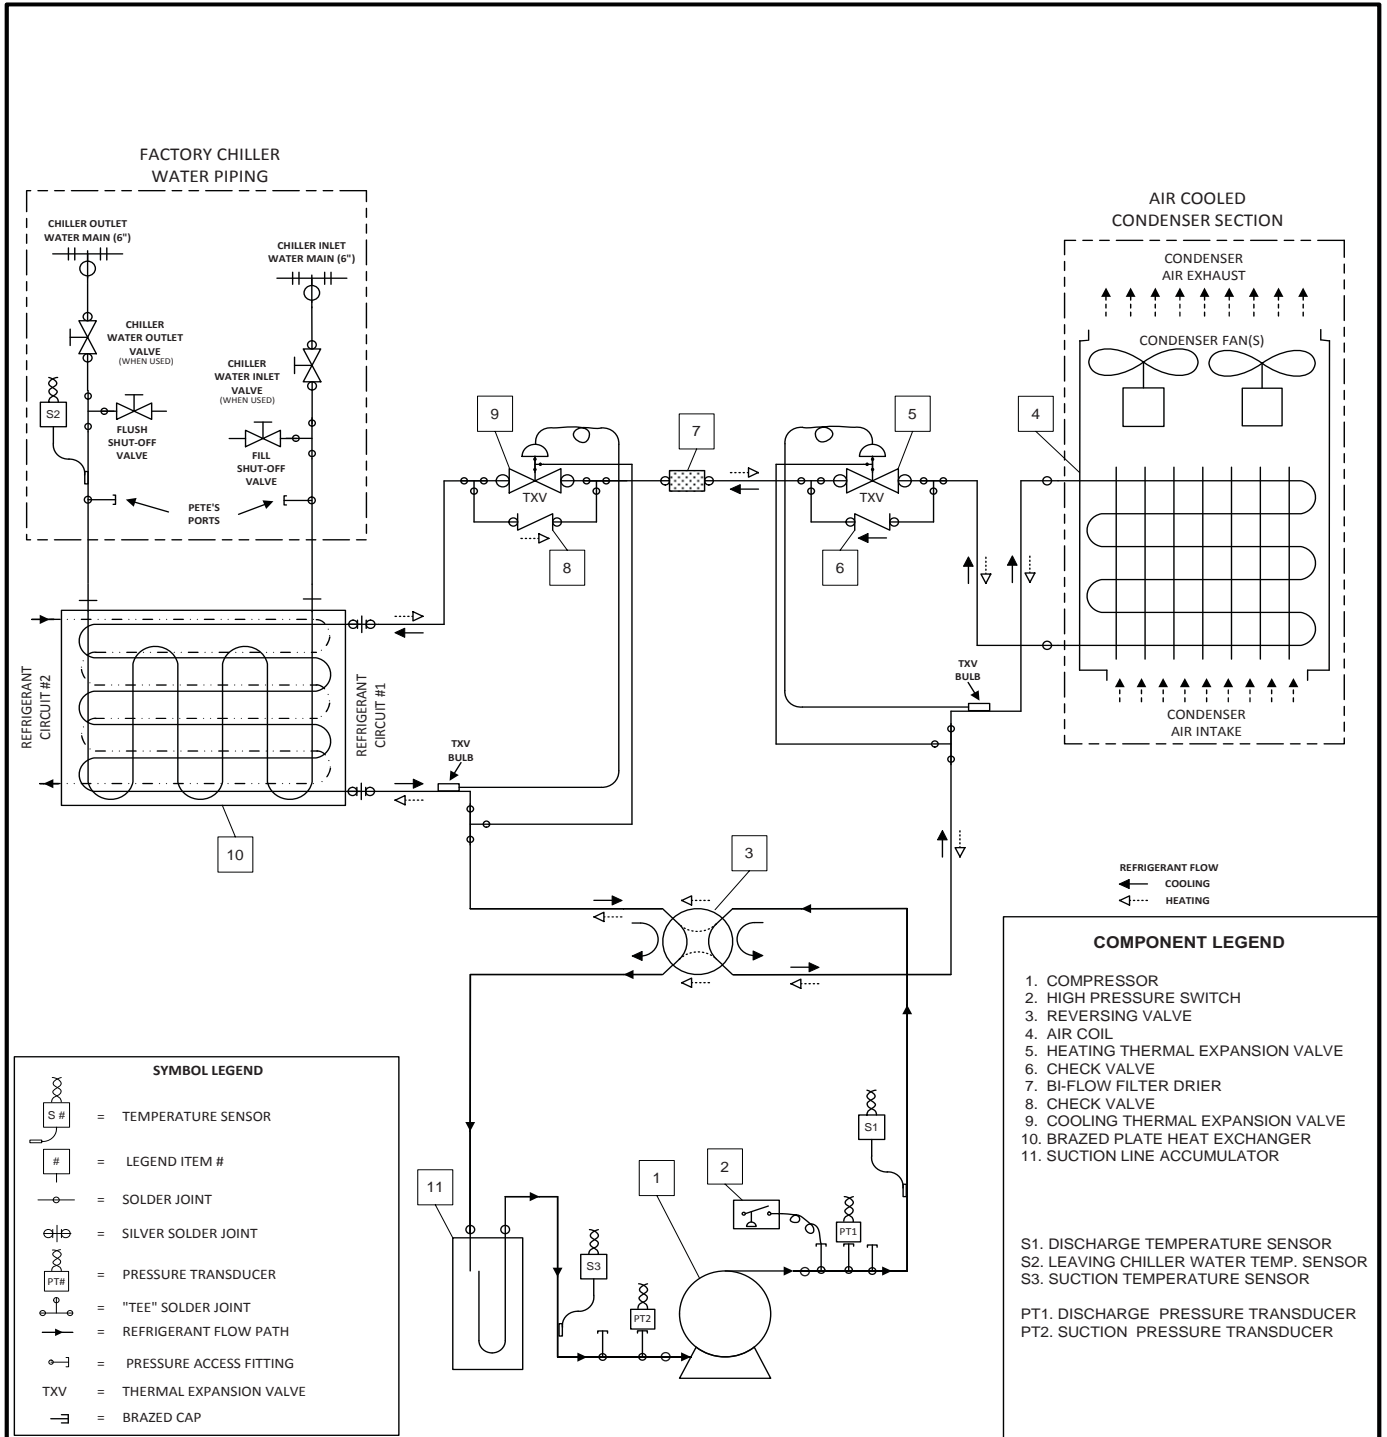 FACTORY CHILLER
WATER PIPING
CHILLER OUTLET
WATER MAIN (6")
CHILLER INLET
WATER MAIN (6")
CHILLER
WATER OUTLET
VALVE
(WHEN USED)
CHILLER
WATER INLET
VALVE
(WHEN USED)
S2
FLUSH
SHUT-OFF
VALVE
FILL
SHUT-OFF
VALVE
PETE'S
PORTS
AIR COOLED
CONDENSER SECTION
CONDENSER
AIR EXHAUST
CONDENSER FAN(S)
CONDENSER
AIR INTAKE
9
7
5
4
TXV
TXV
8
6
REFRIGERANT
CIRCUIT #2
REFRIGERANT
CIRCUIT #1
TXV
BULB
TXV
BULB
10
3
REFRIGERANT FLOW
COOLING
HEATING
11
S3
PT2
1
2
PT1
S1
SYMBOL LEGEND
S # = TEMPERATURE SENSOR
# = LEGEND ITEM #
= SOLDER JOINT
= SILVER SOLDER JOINT
PT# = PRESSURE TRANSDUCER
= "TEE" SOLDER JOINT
= REFRIGERANT FLOW PATH
= PRESSURE ACCESS FITTING
TXV = THERMAL EXPANSION VALVE
= BRAZED CAP
COMPONENT LEGEND
1. COMPRESSOR
2. HIGH PRESSURE SWITCH
3. REVERSING VALVE
4. AIR COIL
5. HEATING THERMAL EXPANSION VALVE
6. CHECK VALVE
7. BI-FLOW FILTER DRIER
8. CHECK VALVE
9. COOLING THERMAL EXPANSION VALVE
10. BRAZED PLATE HEAT EXCHANGER
11. SUCTION LINE ACCUMULATOR
S1. DISCHARGE TEMPERATURE SENSOR
S2. LEAVING CHILLER WATER TEMP. SENSOR
S3. SUCTION TEMPERATURE SENSOR
PT1. DISCHARGE PRESSURE TRANSDUCER
PT2. SUCTION PRESSURE TRANSDUCER